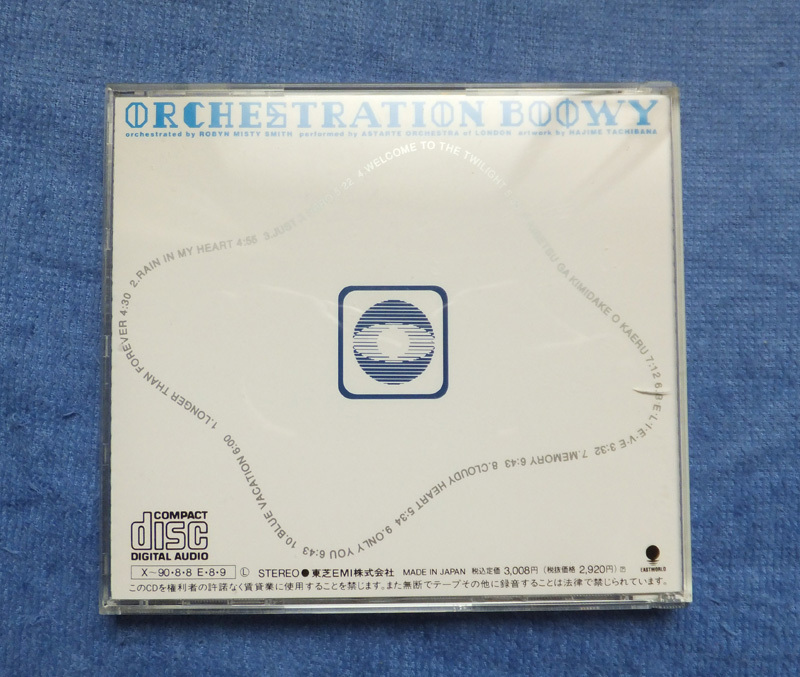 ORCHESTRATION BOØWY
orchestrated by ROBYN MISTY SMITH performed by ASTARTE ORCHESTRA of LONDON artwork by HAJIME TACHIBANA
1.LONGER THAN FOREVER 4:30 2.RAIN IN MY HEART 4:56 3.JUST 4.WELCOME TO THE TWILIGHT GA KIMIDAKE O KAERU 7:12 6.B·E·L·I·E·V·E 3:32 7.MEMORY 6:43 8.CLOUDY HEART 5:34 9.ONLY YOU 6:43 10.BLUE VACATION 6:00
COMPACT
disc
DIGITAL AUDIO
X〜90・8・8 E・8・9 Ⓛ STEREO●東芝EMI株式会社 MADE IN JAPAN 税込定価 3,008円 (税抜価格 2,920円)
EASTWORLD
このCDを権利者の許諾なく賃貸業に使用することを禁じます。また無断でテープその他に録音することは法律で禁じられています。